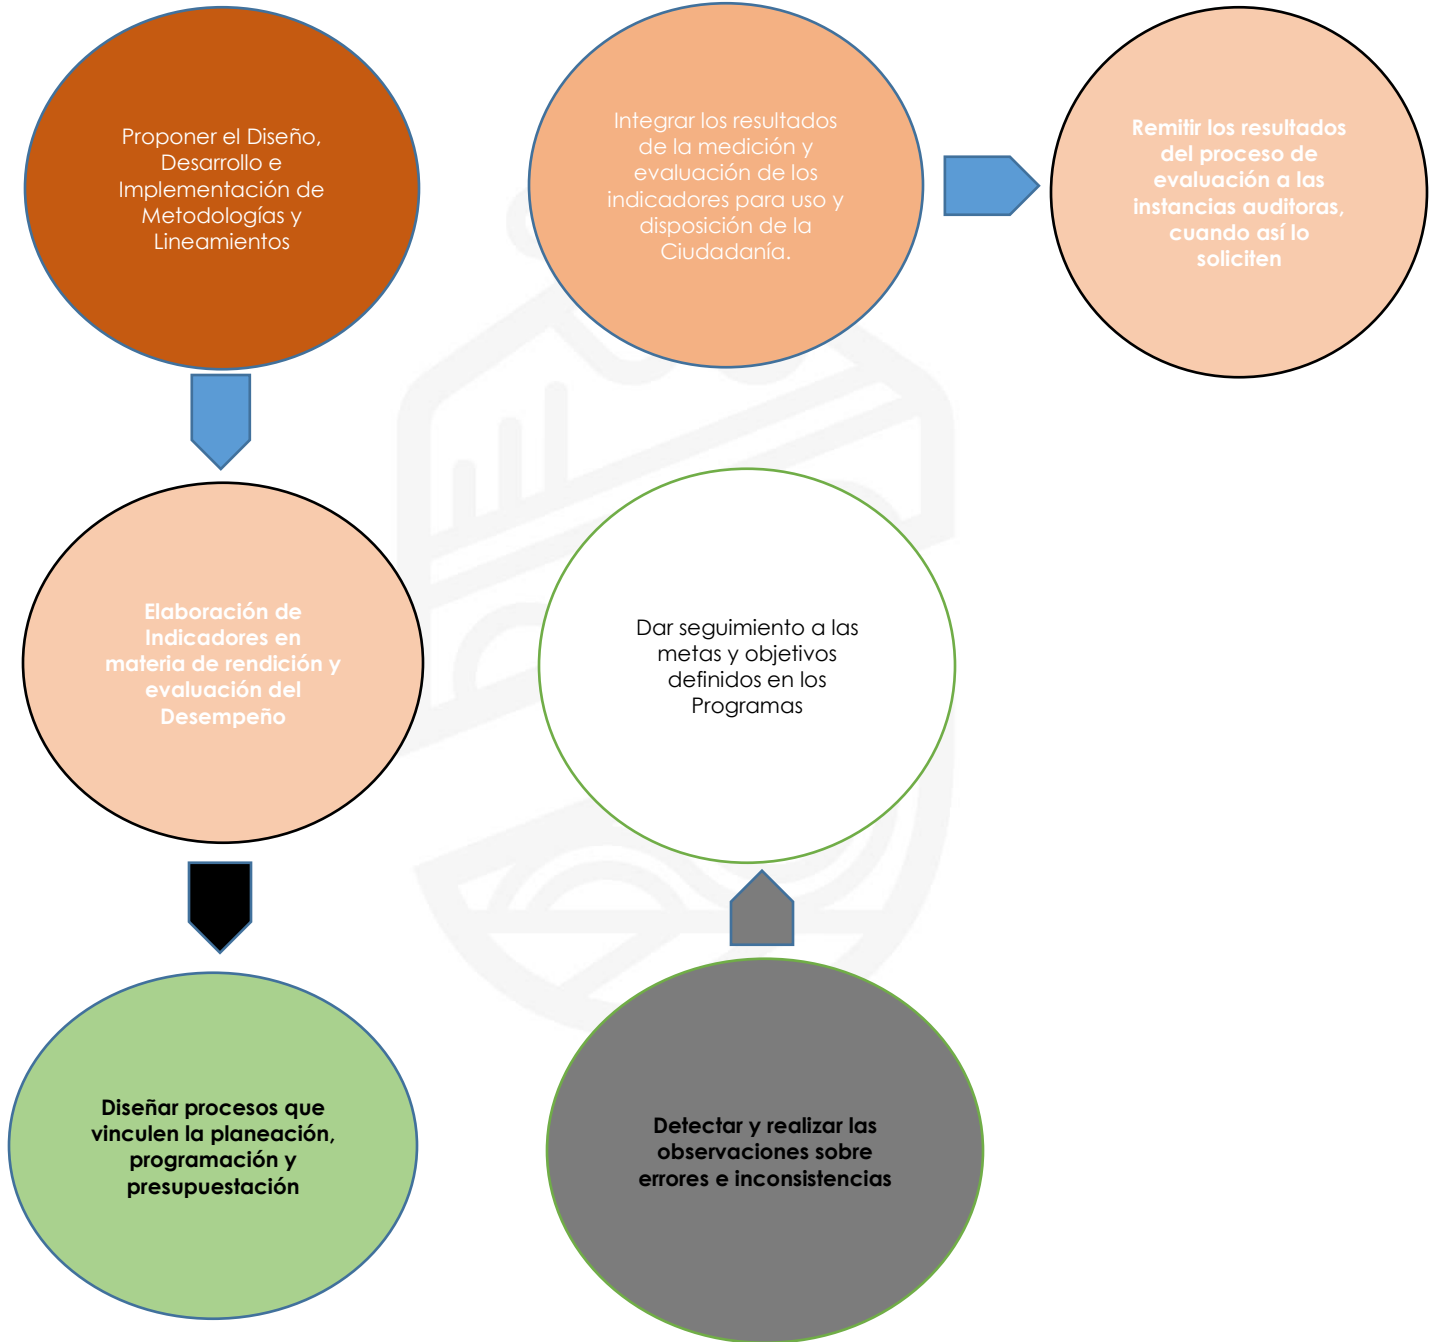 Proponer el Diseño,
Desarrollo e
Implementación de
Metodologías y
Lineamientos
Elaboración de
Indicadores en
materia de rendición y
evaluación del
Desempeño
Diseñar procesos que
vinculen la planeación,
programación y
presupuestación
Detectar y realizar las
observaciones sobre
errores e inconsistencias
Dar seguimiento a las
metas y objetivos
definidos en los
Programas
Integrar los resultados
de la medición y
evaluación de los
indicadores para uso y
disposición de la
Ciudadanía.
Remitir los resultados
del proceso de
evaluación a las
instancias auditoras,
cuando así lo
soliciten